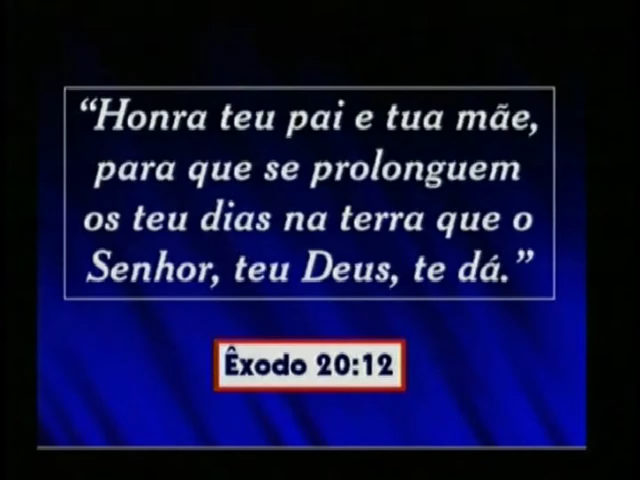 “Honra teu pai e tua mãe,
para que se prolonguem
os teu dias na terra que o
Senhor, teu Deus, te dá.”
Êxodo 20:12